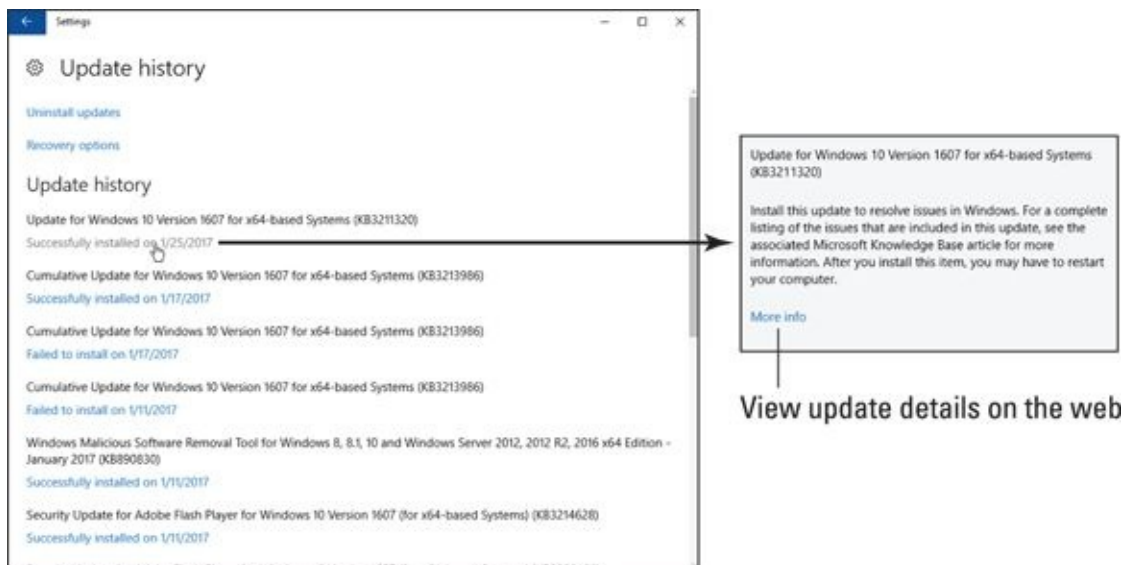 Settings
Update history
Uninstall updates
Recovery options
Update history
Update for Windows 10 Version 1607 for x64-based Systems (KB3211320)
Successfully installed on 1/25/2017
Cumulative Update for Windows 10 Version 1607 for x64-based Systems (KB3213986)
Successfully installed on 1/17/2017
Cumulative Update for Windows 10 Version 1607 for x64-based Systems (KB3213986)
Failed to install on 1/17/2017
Cumulative Update for Windows 10 Version 1607 for x64-based Systems (KB3213986)
Failed to install on 1/11/2017
Windows Malicious Software Removal Tool for Windows 8, 8.1, 10 and Windows Server 2012, 2012 R2, 2016 x64 Edition -
January 2017 (KB890830)
Successfully installed on 1/11/2017
Security Update for Adobe Flash Player for Windows 10 Version 1607 (for x64-based Systems) (KB3214628)
Successfully installed on 1/11/2017
Update for Windows 10 Version 1607 for x64-based Systems
(KB3211320)
Install this update to resolve issues in Windows. For a complete
listing of the issues that are included in this update, see the
associated Microsoft Knowledge Base article for more
information. After you install this item, you may have to restart
your computer.
More info
View update details on the web